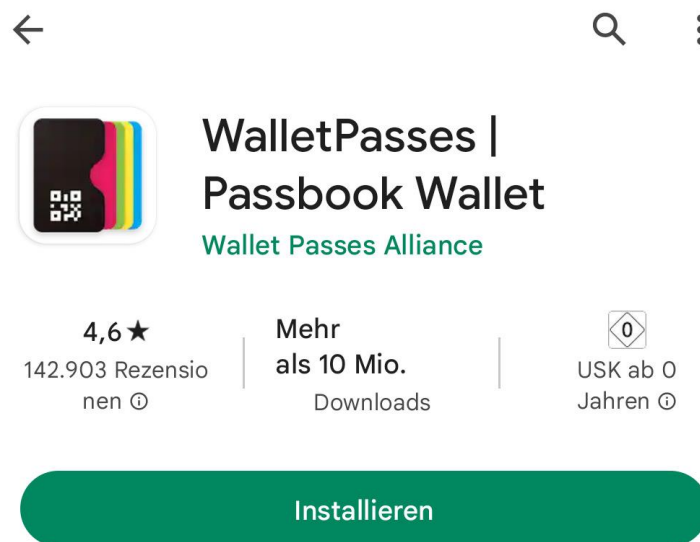 WalletPasses |
Passbook Wallet
Wallet Passes Alliance
4,6 ★
142.903 Rezensio
nen
Mehr
als 10 Mio.
Downloads
0
USK ab 0
Jahren
Installieren